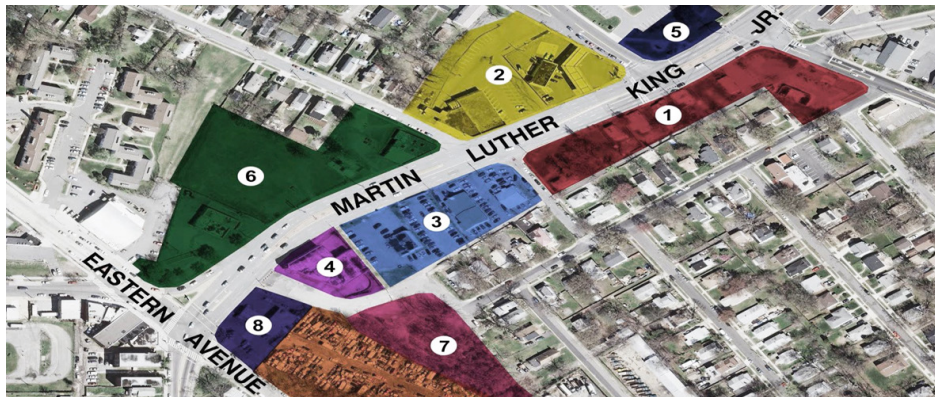 5
JR
2
KING
1
LUTHER
6
MARTIN
3
EASTERN
4
AVENUE
8
7